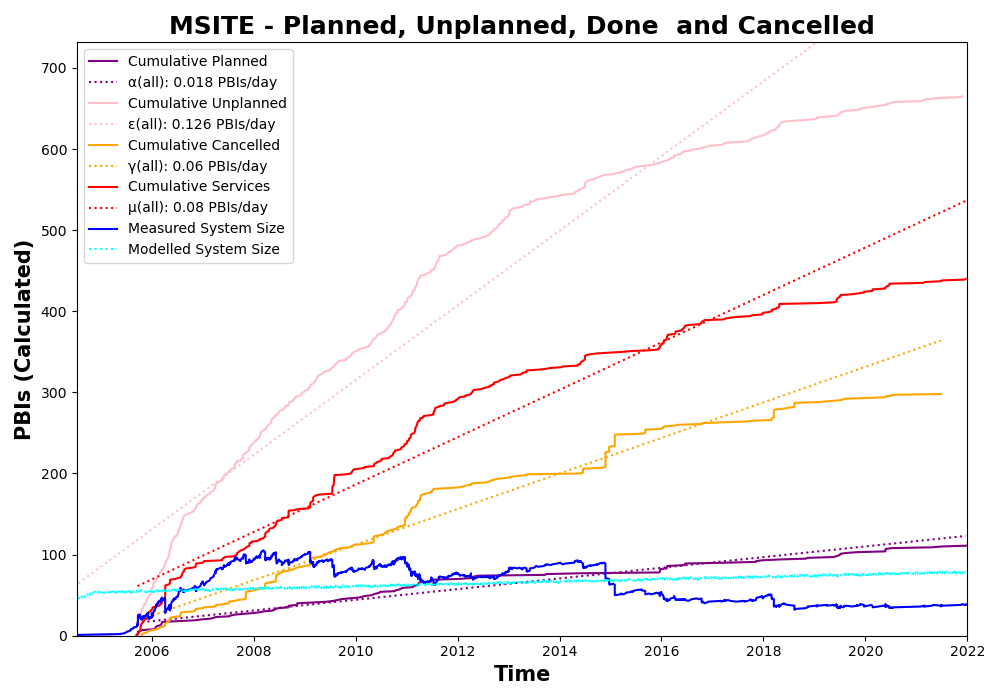 MSITE - Planned, Unplanned, Done  and Cancelled
Cumulative Planned
α(all): 0.018 PBIs/day
Cumulative Unplanned
ε(all): 0.126 PBIs/day
Cumulative Cancelled
γ(all): 0.06 PBIs/day
Cumulative Services
μ(all): 0.08 PBIs/day
Measured System Size
Modelled System Size
PBIs (Calculated)
700
600
500
400
300
200
100
0
2006 2008 2010 2012 2014 2016 2018 2020 2022
Time